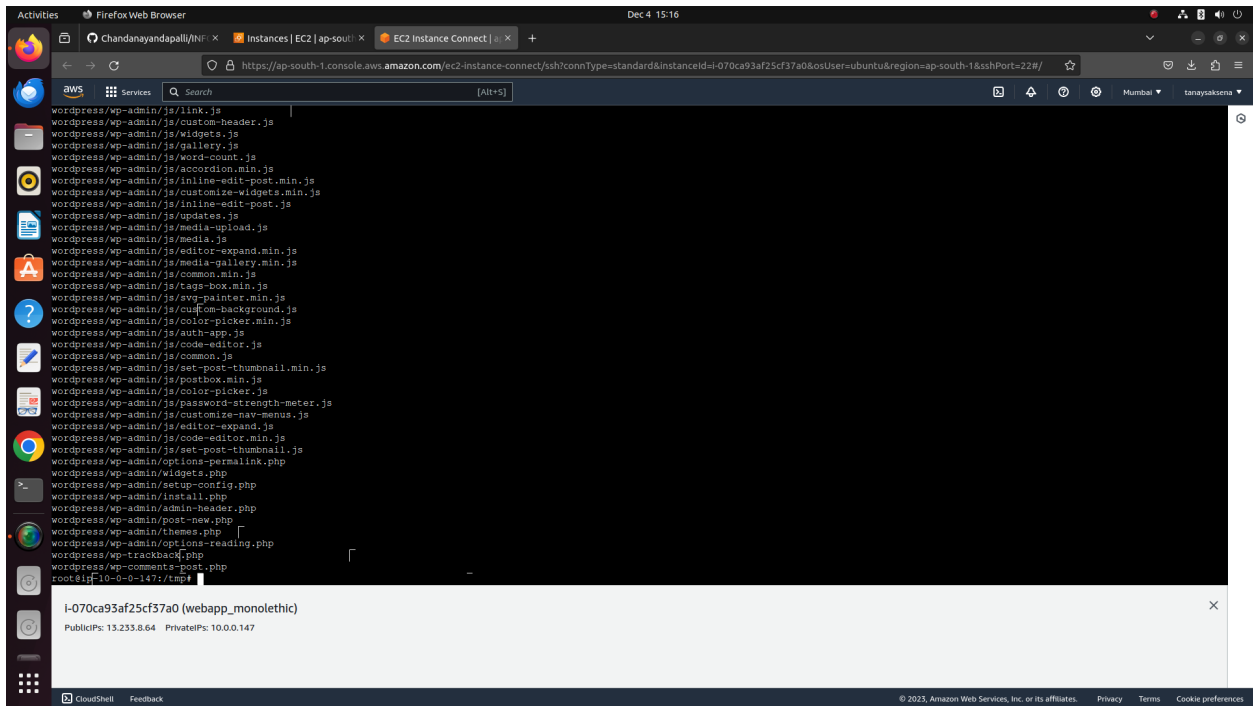 Activities Firefox Web Browser Dec 4 15:16
Chandanayandapalli/INF Instances | EC2 | ap-south EC2 Instance Connect | a
https://ap-south-1.console.aws.amazon.com/ec2-instance-connect/ssh?connType=standard&instanceId=i-070ca93af25cf37a0&osUser=ubuntu&region=ap-south-1&sshPort=22#/
aws Services Search [Alt+S] Mumbai ▼ tanaysaksena ▼
wordpress/wp-admin/js/link.js
wordpress/wp-admin/js/custom-header.js
wordpress/wp-admin/js/widgets.js
wordpress/wp-admin/js/gallery.js
wordpress/wp-admin/js/word-count.js
wordpress/wp-admin/js/accordion.min.js
wordpress/wp-admin/js/inline-edit-post.min.js
wordpress/wp-admin/js/customize-widgets.min.js
wordpress/wp-admin/js/inline-edit-post.js
wordpress/wp-admin/js/updates.js
wordpress/wp-admin/js/media-upload.js
wordpress/wp-admin/js/media.js
wordpress/wp-admin/js/editor-expand.min.js
wordpress/wp-admin/js/media-gallery.min.js
wordpress/wp-admin/js/common.min.js
wordpress/wp-admin/js/tags-box.min.js
wordpress/wp-admin/js/svg-painter.min.js
wordpress/wp-admin/js/custom-background.js
wordpress/wp-admin/js/color-picker.min.js
wordpress/wp-admin/js/auth-app.js
wordpress/wp-admin/js/code-editor.js
wordpress/wp-admin/js/common.js
wordpress/wp-admin/js/set-post-thumbnail.min.js
wordpress/wp-admin/js/postbox.min.js
wordpress/wp-admin/js/color-picker.js
wordpress/wp-admin/js/password-strength-meter.js
wordpress/wp-admin/js/customize-nav-menus.js
wordpress/wp-admin/js/editor-expand.js
wordpress/wp-admin/js/code-editor.min.js
wordpress/wp-admin/js/set-post-thumbnail.js
wordpress/wp-admin/options-permalink.php
wordpress/wp-admin/widgets.php
wordpress/wp-admin/setup-config.php
wordpress/wp-admin/install.php
wordpress/wp-admin/admin-header.php
wordpress/wp-admin/post-new.php
wordpress/wp-admin/themes.php
wordpress/wp-admin/options-reading.php
wordpress/wp-trackback.php
wordpress/wp-comments-post.php
root@ip-10-0-0-147:/tmp#
i-070ca93af25cf37a0 (webapp_monolethic)
PublicIPs: 13.233.8.64 PrivateIPs: 10.0.0.147
CloudShell Feedback © 2023, Amazon Web Services, Inc. or its affiliates. Privacy Terms Cookie preferences